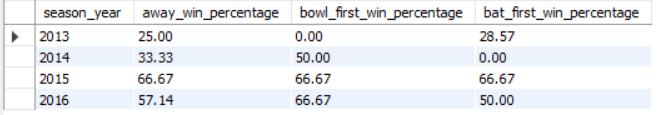 season_year away_win_percentage bowl_first_win_percentage bat_first_win_percentage
2013 25.00 0.00 28.57
2014 33.33 50.00 0.00
2015 66.67 66.67 66.67
2016 57.14 66.67 50.00